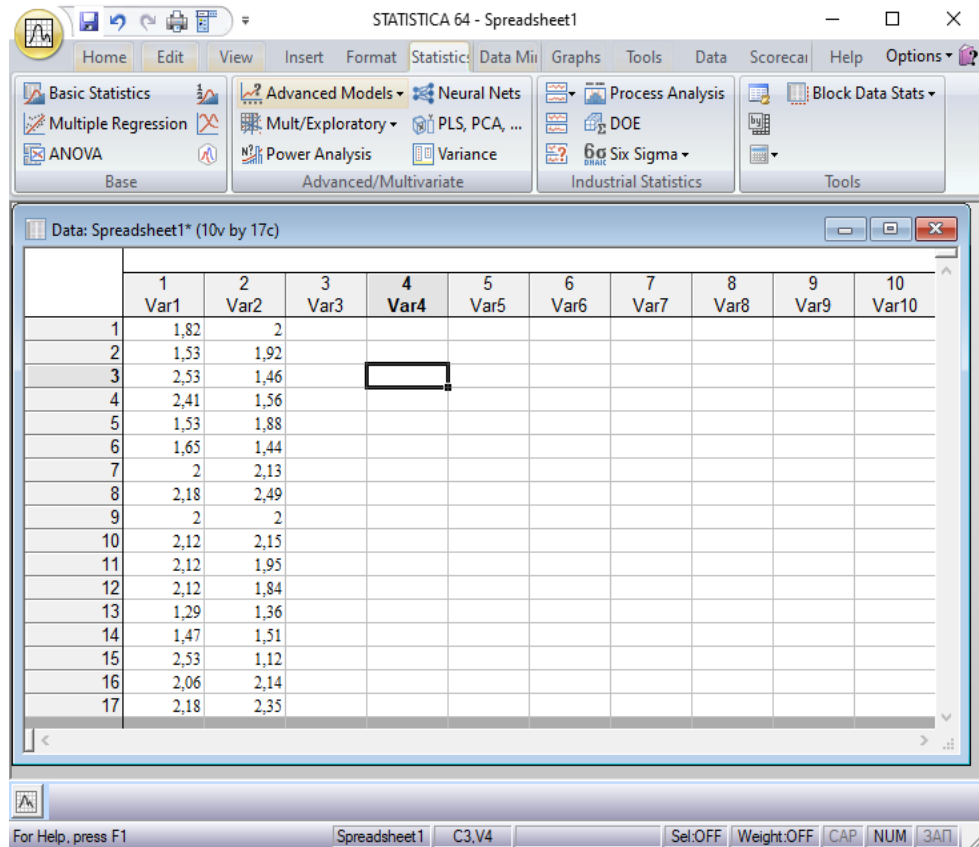 STATISTICA 64 - Spreadsheet1
Home Edit View Insert Format Statistic Data Mi Graphs Tools Data Scorecar Help Options
Basic Statistics Advanced Models Neural Nets Process Analysis Block Data Stats
Multiple Regression Mult/Exploratory PLS, PCA, ... DOE
ANOVA Power Analysis Variance Six Sigma
Base Advanced/Multivariate Industrial Statistics Tools
Data: Spreadsheet1* (10v by 17c)
1 2 3 4 5 6 7 8 9 10
Var1 Var2 Var3 Var4 Var5 Var6 Var7 Var8 Var9 Var10
1 1,82 2
2 1,53 1,92
3 2,53 1,46
4 2,41 1,56
5 1,53 1,88
6 1,65 1,44
7 2 2,13
8 2,18 2,49
9 2 2
10 2,12 2,15
11 2,12 1,95
12 2,12 1,84
13 1,29 1,36
14 1,47 1,51
15 2,53 1,12
16 2,06 2,14
17 2,18 2,35
For Help, press F1 Spreadsheet1 C3,V4 Sel:OFF Weight:OFF CAP NUM ЗАП